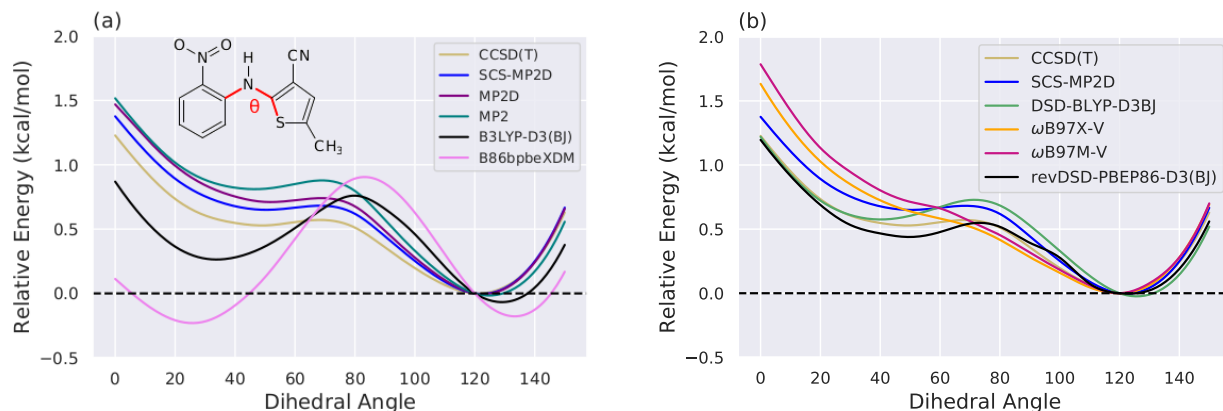 (a)
2.0
1.5
1.0
0.5
0.0
−0.5
Relative Energy (kcal/mol)
0 20 40 60 80 100 120 140
Dihedral Angle
O⁻
O
N⁺
H
N
CN
θ
S
CH₃
CCSD(T)
SCS-MP2D
MP2D
MP2
B3LYP-D3(BJ)
B86bpbeXDM
(b)
2.0
1.5
1.0
0.5
0.0
−0.5
Relative Energy (kcal/mol)
0 20 40 60 80 100 120 140
Dihedral Angle
CCSD(T)
SCS-MP2D
DSD-BLYP-D3BJ
ωB97X-V
ωB97M-V
revDSD-PBEP86-D3(BJ)